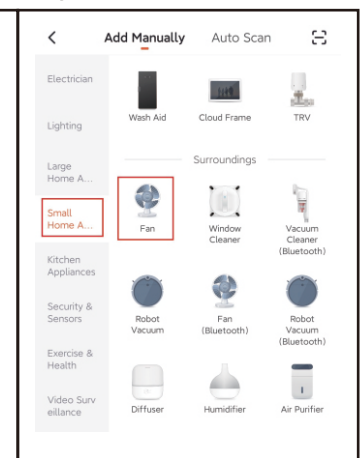 Add Manually Auto Scan
Electrician
Lighting
Large
Home A...
Small
Home A...
Kitchen
Appliances
Security &
Sensors
Exercise &
Health
Video Surv
eillance
Wash Aid
Cloud Frame
TRV
Surroundings
Fan
Window
Cleaner
Vacuum
Cleaner
(Bluetooth)
Robot
Vacuum
Fan
(Bluetooth)
Robot
Vacuum
(Bluetooth)
Diffuser
Humidifier
Air Purifier